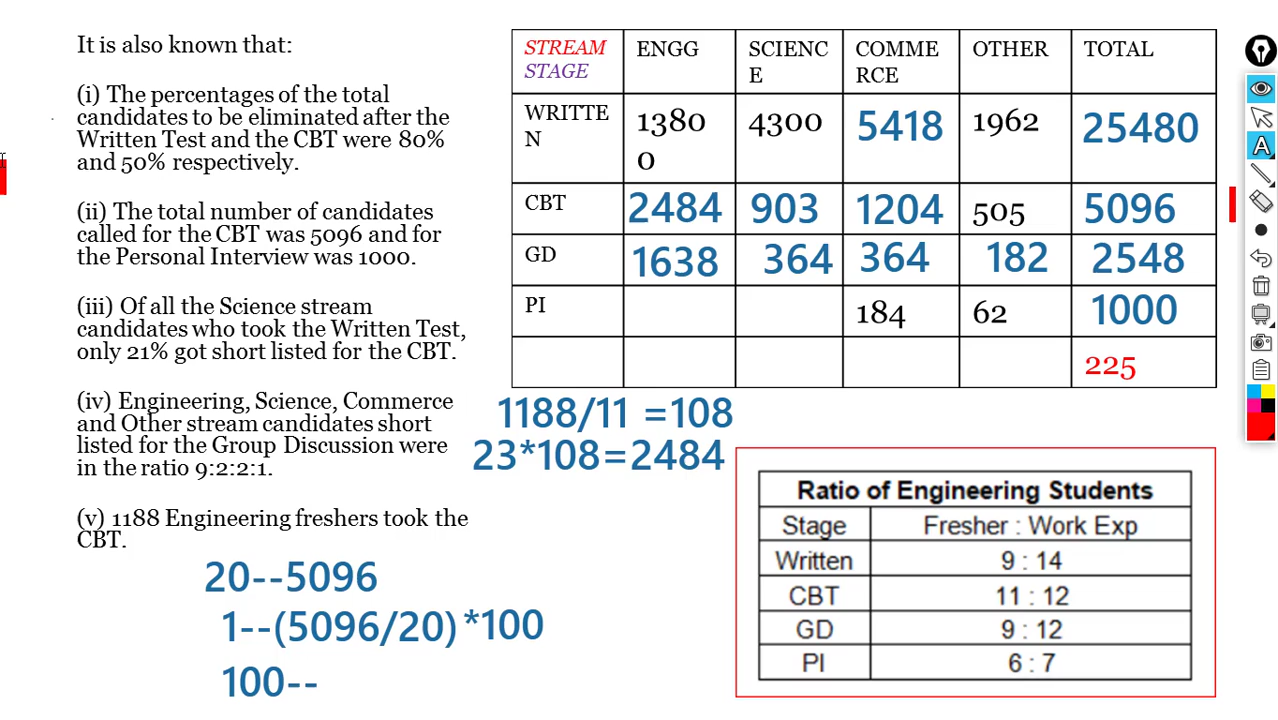 It is also known that:
(i) The percentages of the total
candidates to be eliminated after the
Written Test and the CBT were 80%
and 50% respectively.
(ii) The total number of candidates
called for the CBT was 5096 and for
the Personal Interview was 1000.
(iii) Of all the Science stream
candidates who took the Written Test,
only 21% got short listed for the CBT.
(iv) Engineering, Science, Commerce
and Other stream candidates short
listed for the Group Discussion were
in the ratio 9:2:2:1.
(v) 1188 Engineering freshers took the
CBT.
20--5096
1--(5096/20) *100
100--
STREAM ENGG SCIENC COMME OTHER TOTAL
STAGE E RCE
WRITTE 1380 4300 5418 1962 25480
N 0
CBT 2484 903 1204 505 5096
GD 1638 364 364 182 2548
PI 184 62 1000
225
1188/11 =108
23*108=2484
Ratio of Engineering Students
Stage Fresher : Work Exp
Written 9 : 14
CBT 11 : 12
GD 9 : 12
PI 6 : 7
A